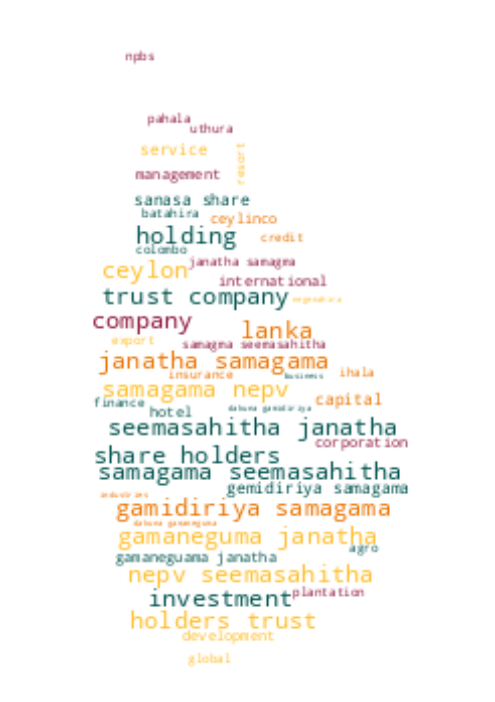 npbs
pahala
uthura
service
resort
management
sanasa share
batahira
ceylinco
holding
credit
colombo
janatha samagma
ceylon
international
trust company
company
lanka
export
samagma seemasahitha
janatha samagama
insurance
business
ihala
samagama nepv
capital
finance
hotel
dakuna gamidiriya
seemasahitha janatha
corporation
share holders
samagama seemasahitha
gemidiriya samagama
industries
gamidiriya samagama
dakuna gamaneguma
gamaneguma janatha
agro
gamaneguama janatha
nepv seemasahitha
plantation
investment
holders trust
development
global